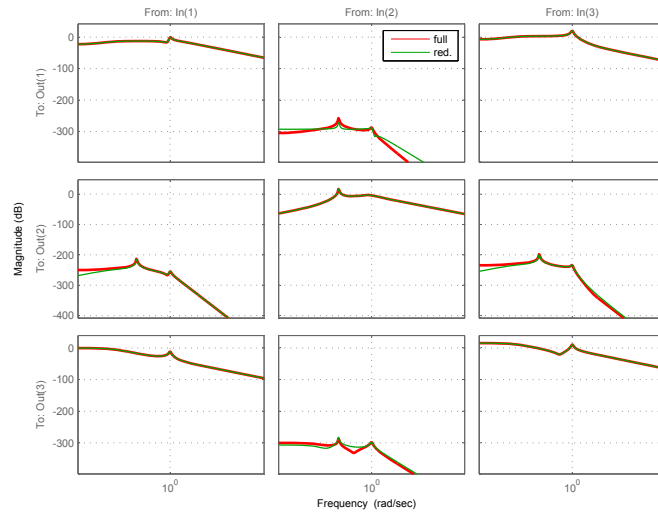 From: In(1)
From: In(2)
From: In(3)
full
red.
To: Out(1)
0
-100
-200
-300
Magnitude (dB)
To: Out(2)
0
-100
-200
-300
-400
To: Out(3)
0
-100
-200
-300
10^0
10^0
10^0
Frequency (rad/sec)